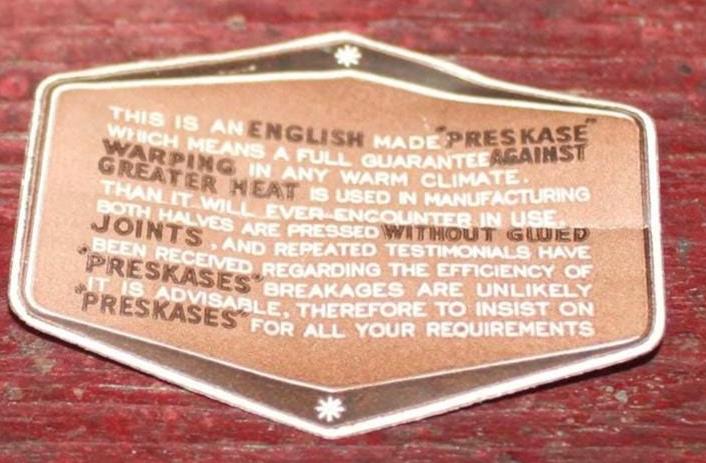 THIS IS AN ENGLISH MADE "PRESKASE"
WHICH MEANS A FULL GUARANTEE AGAINST
WARPING IN ANY WARM CLIMATE.
GREATER HEAT IS USED IN MANUFACTURING
THAN IT WILL EVER ENCOUNTER IN USE.
BOTH HALVES ARE PRESSED WITHOUT GLUED
JOINTS, AND REPEATED TESTIMONIALS HAVE
BEEN RECEIVED REGARDING THE EFFICIENCY OF
"PRESKASES" BREAKAGES ARE UNLIKELY
IT IS ADVISABLE, THEREFORE TO INSIST ON
"PRESKASES" FOR ALL YOUR REQUIREMENTS